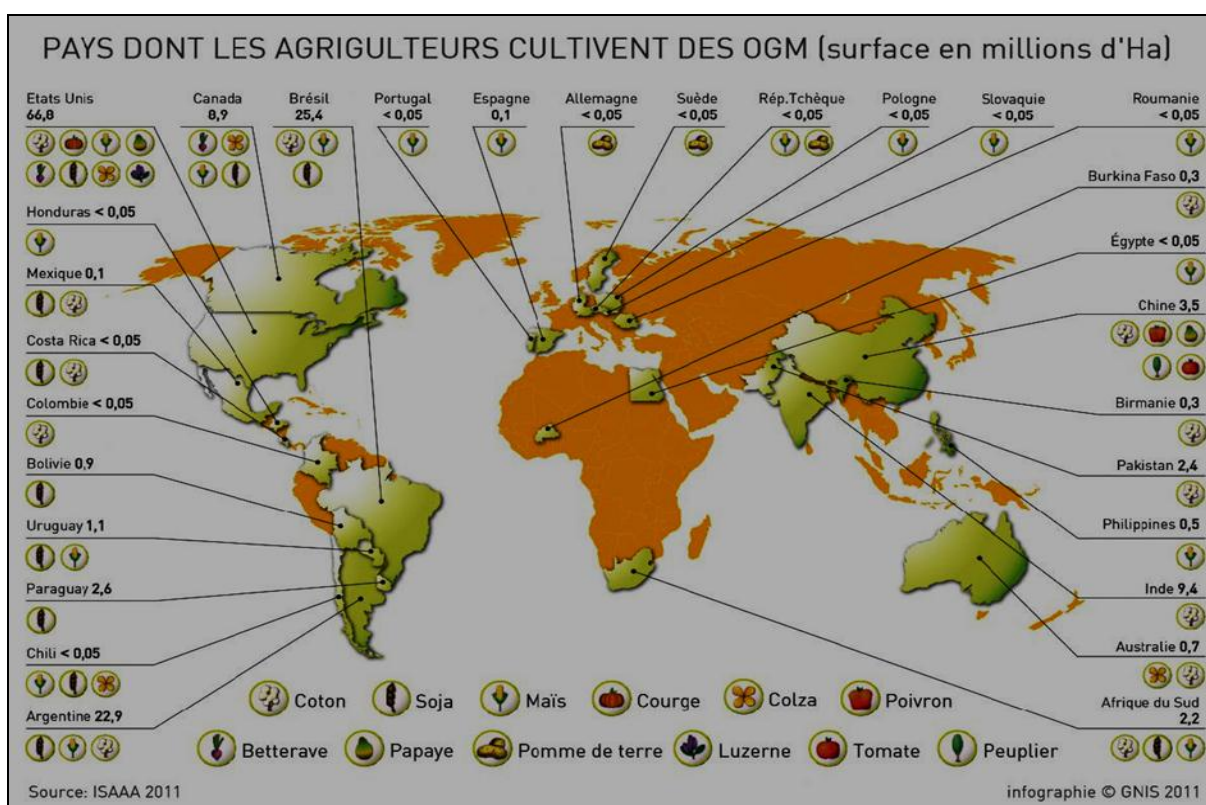 PAYS DONT LES AGRIGULTEURS CULTIVENT DES OGM (surface en millions d'Ha)
Etats Unis
66,8
Canada
8,9
Brésil
25,4
Portugal
< 0,05
Espagne
0,1
Allemagne
< 0,05
Suède
< 0,05
Rép.Tchèque
< 0,05
Pologne
< 0,05
Slovaquie
< 0,05
Roumanie
< 0,05
Honduras < 0,05
Mexique 0,1
Costa Rica < 0,05
Colombie < 0,05
Bolivie 0,9
Uruguay 1,1
Paraguay 2,6
Chili < 0,05
Argentine 22,9
Burkina Faso 0,3
Égypte < 0,05
Chine 3,5
Birmanie 0,3
Pakistan 2,4
Philippines 0,5
Inde 9,4
Australie 0,7
Afrique du Sud
2,2
Coton Soja Maïs Courge Colza Poivron
Betterave Papaye Pomme de terre Luzerne Tomate Peuplier
Source: ISAAA 2011
infographie © GNIS 2011